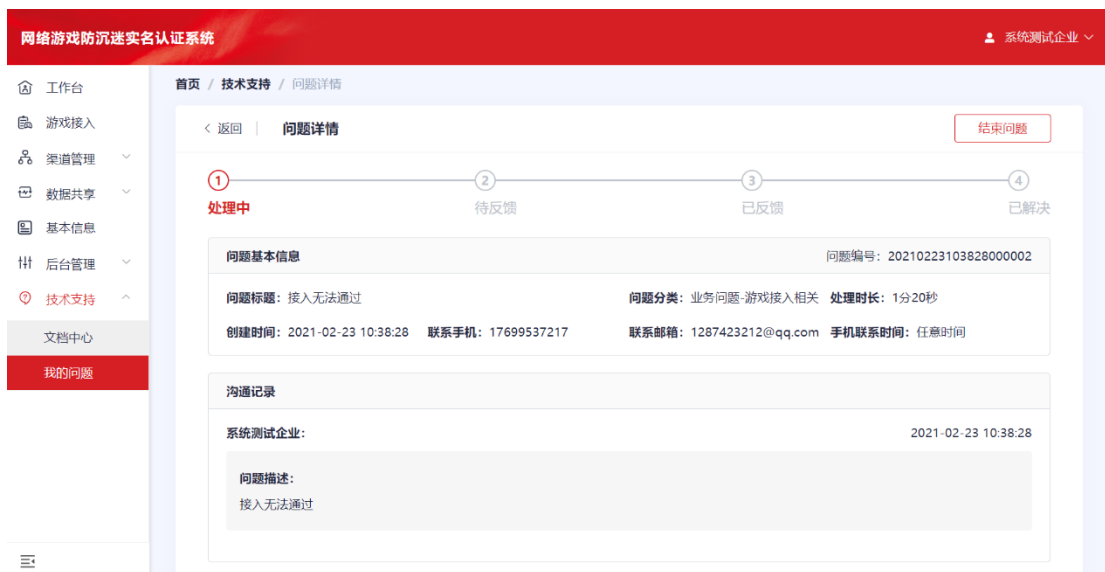 网络游戏防沉迷实名认证系统
系统测试企业
工作台
游戏接入
渠道管理
数据共享
基本信息
后台管理
技术支持
文档中心
我的问题
首页 / 技术支持 / 问题详情
< 返回 | 问题详情
结束问题
1 2 3 4
处理中 待反馈 已反馈 已解决
问题基本信息 问题编号：20210223103828000002
问题标题：接入无法通过 问题分类：业务问题-游戏接入相关 处理时长：1分20秒
创建时间：2021-02-23 10:38:28 联系手机：17699537217 联系邮箱：1287423212@qq.com 手机联系时间：任意时间
沟通记录
系统测试企业： 2021-02-23 10:38:28
问题描述：
接入无法通过